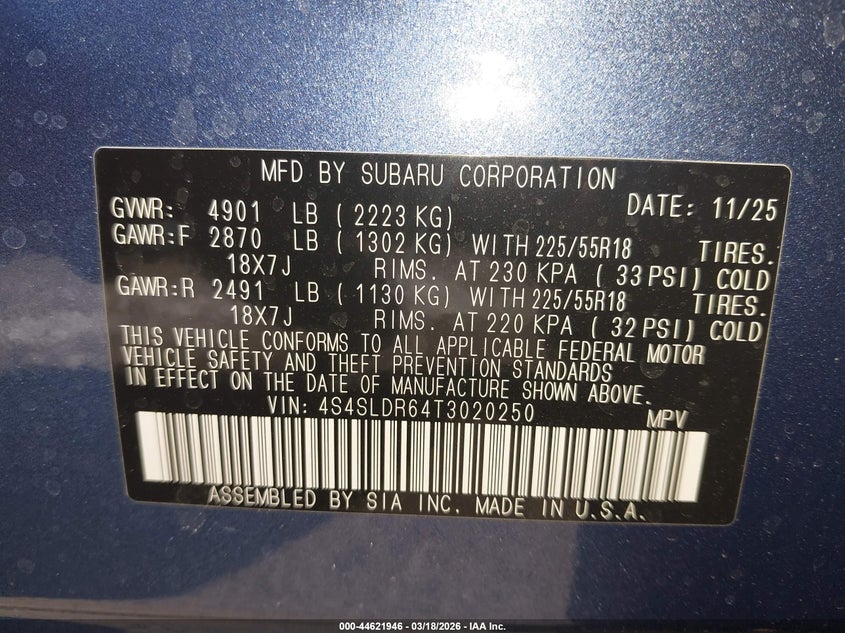 MFD BY SUBARU CORPORATION
GVWR: 4901 LB ( 2223 KG) DATE: 11/25
GAWR:F 2870 LB ( 1302 KG) WITH 225/55R18 TIRES.
18X7J RIMS. AT 230 KPA ( 33 PSI) COLD
GAWR:R 2491 LB ( 1130 KG) WITH 225/55R18 TIRES.
18X7J RIMS. AT 220 KPA ( 32 PSI) COLD
THIS VEHICLE CONFORMS TO ALL APPLICABLE FEDERAL MOTOR
VEHICLE SAFETY AND THEFT PREVENTION STANDARDS
IN EFFECT ON THE DATE OF MANUFACTURE SHOWN ABOVE.
VIN: 4S4SLDR64T3020250 MPV
ASSEMBLED BY SIA INC. MADE IN U.S.A.
000-44621946 - 03/18/2026 - IAA Inc.